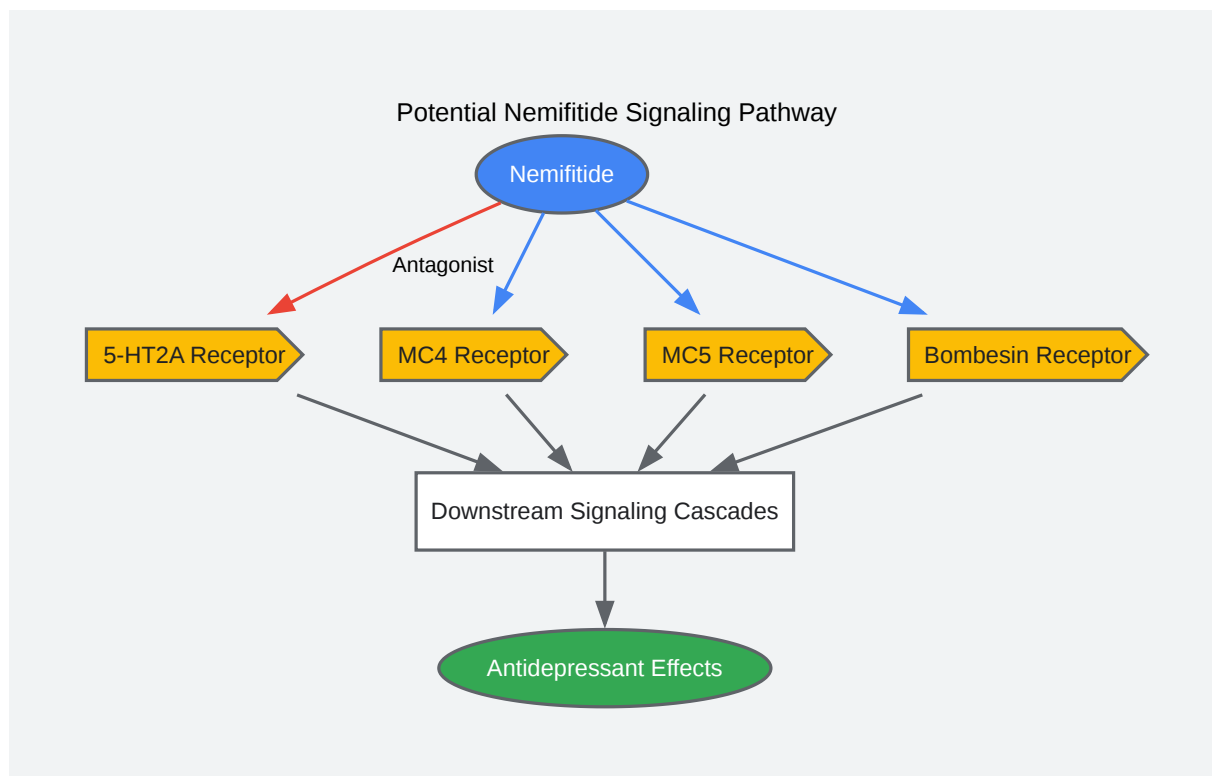 Potential Nemifitide Signaling Pathway
Nemifitide
Antagonist
5-HT2A Receptor
MC4 Receptor
MC5 Receptor
Bombesin Receptor
Downstream Signaling Cascades
Antidepressant Effects